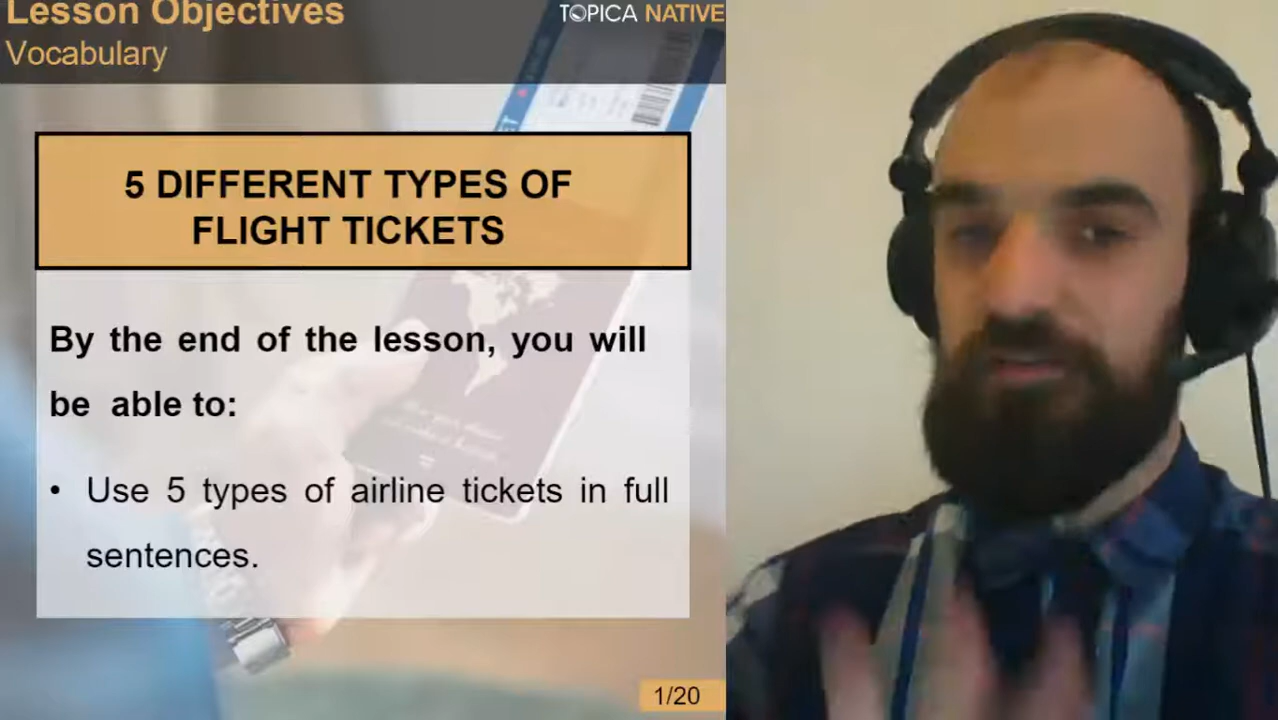 Lesson Objectives
TOPICA NATIVE
Vocabulary
5 DIFFERENT TYPES OF
FLIGHT TICKETS
By the end of the lesson, you will
be able to:
• Use 5 types of airline tickets in full
sentences.
1/20